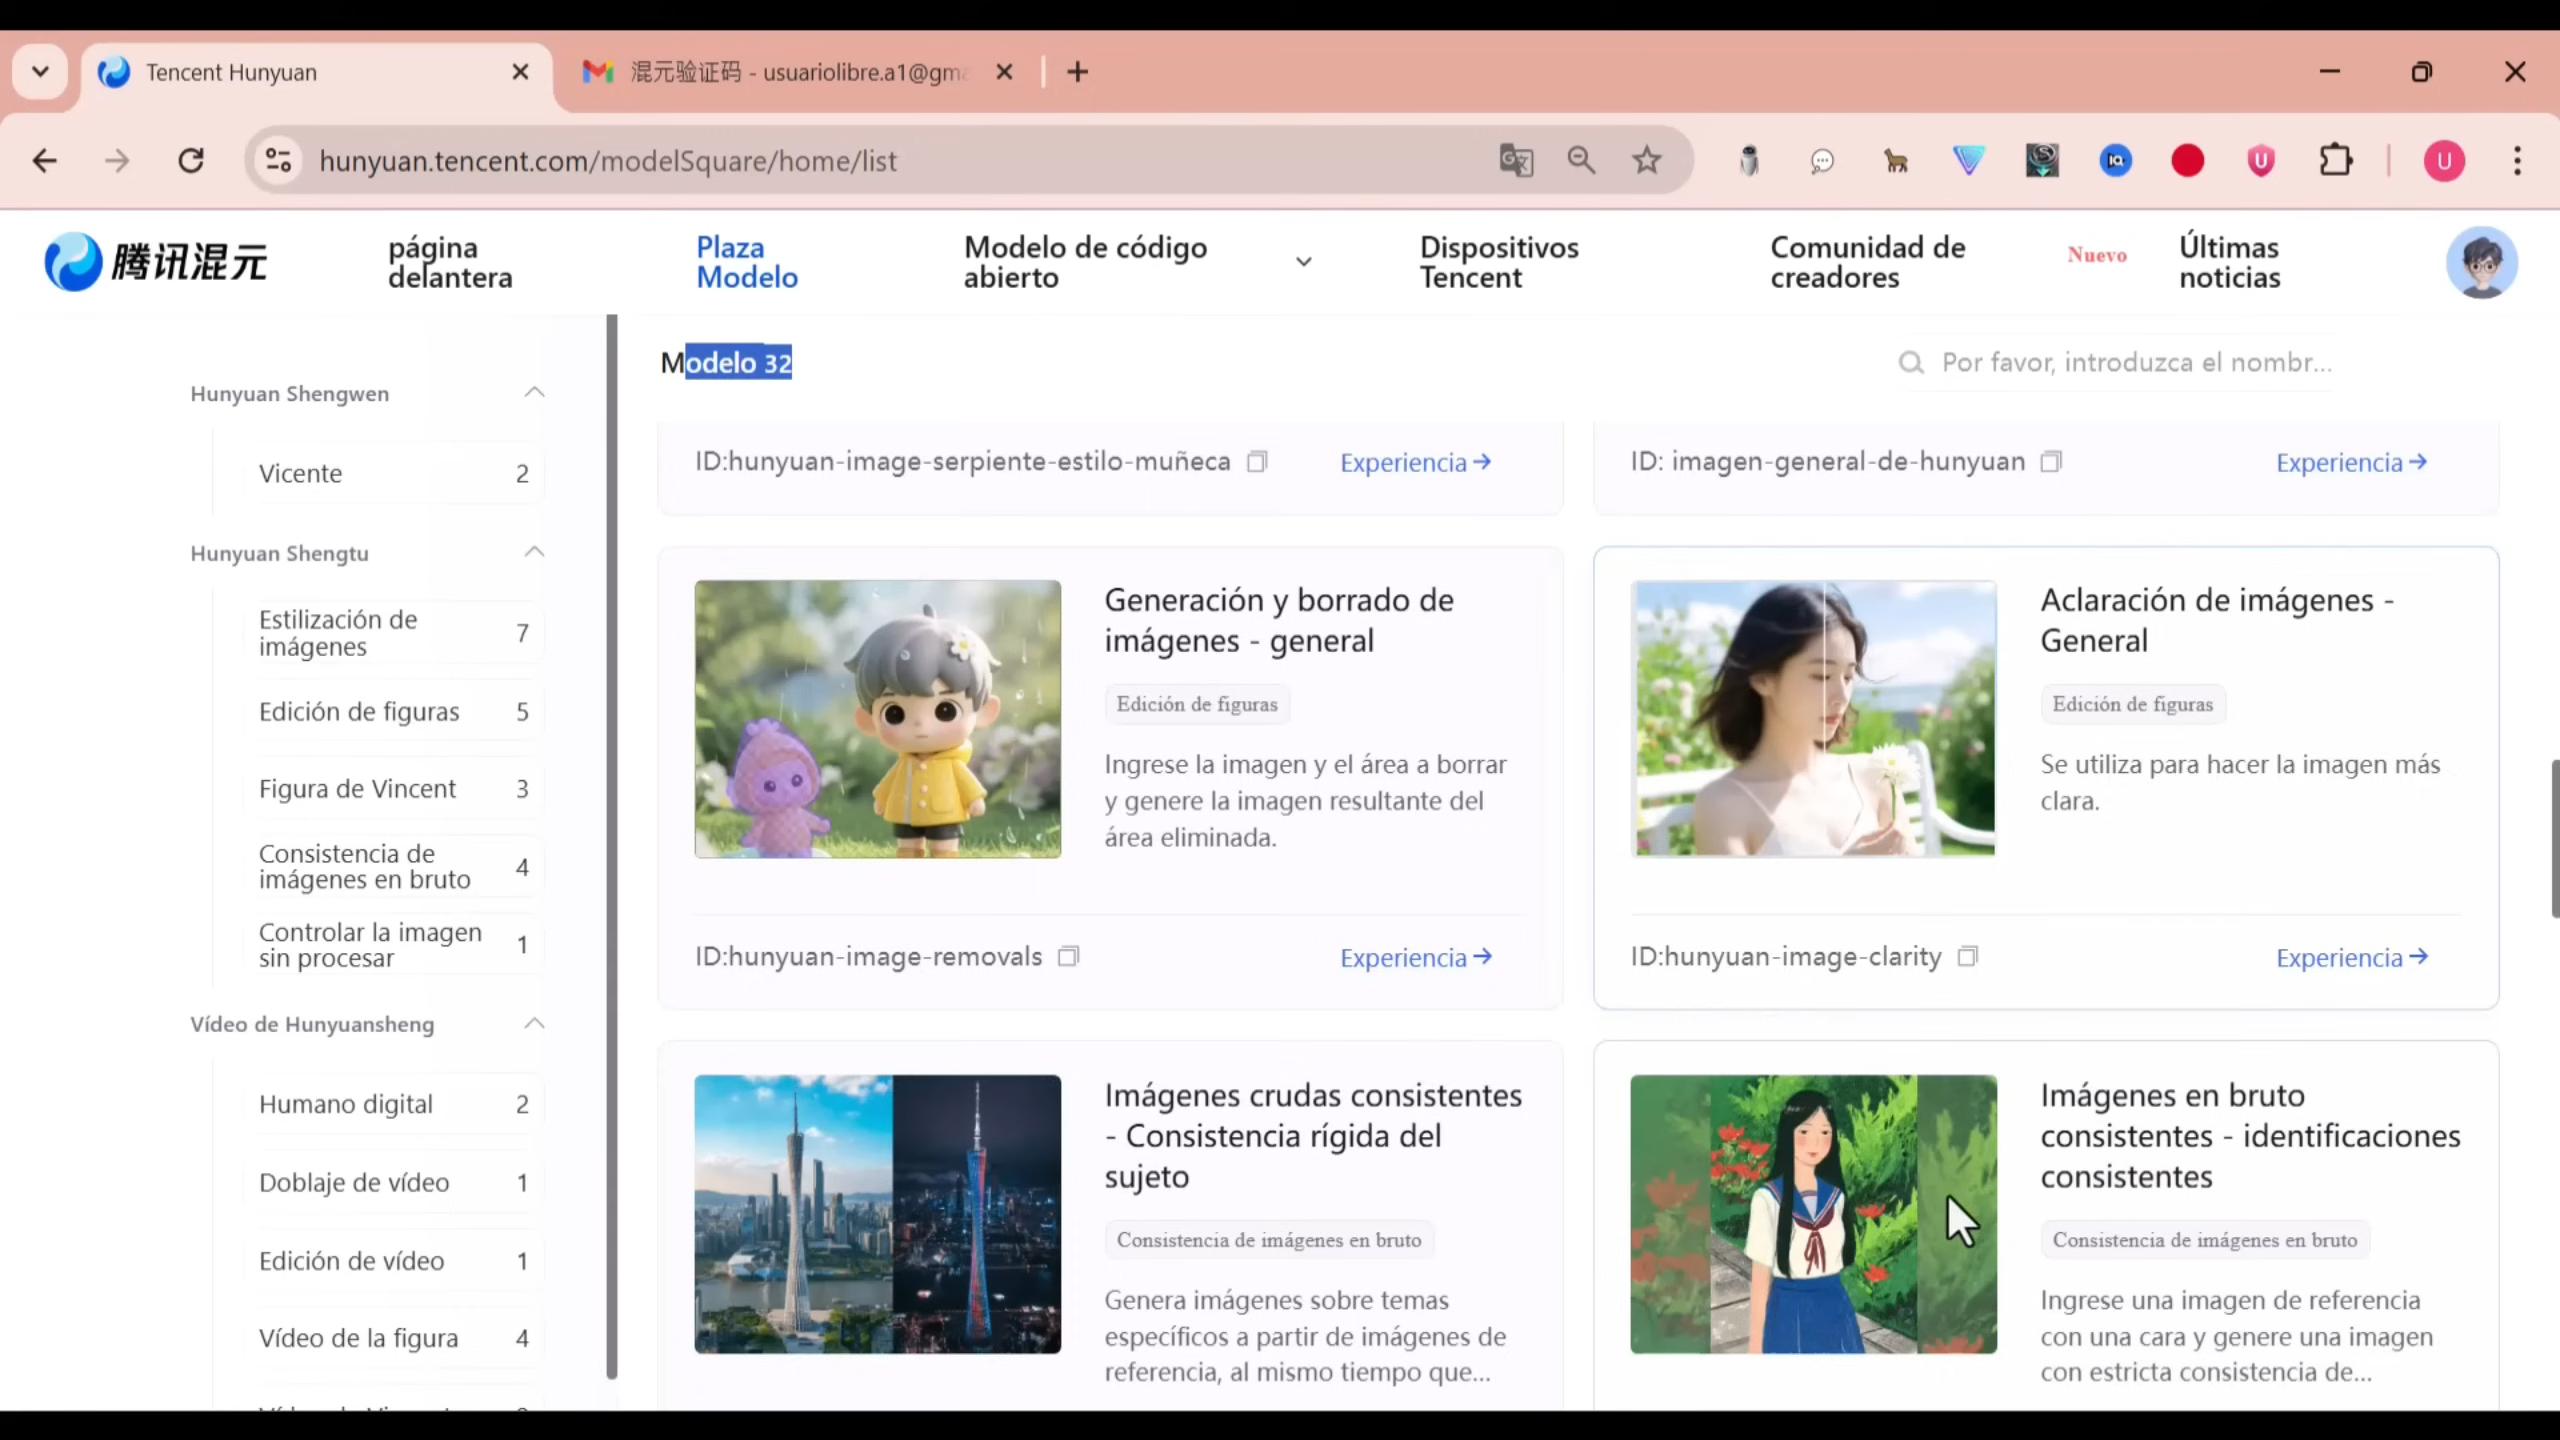 Tencent Hunyuan
混元验证码 - usuariolibre.a1@gma
hunyuan.tencent.com/modelSquare/home/list
U
腾讯混元
página
delantera
Plaza
Modelo
Modelo de código
abierto
Dispositivos
Tencent
Comunidad de
creadores
Nuevo
Últimas
noticias
Modelo 32
Por favor, introduzca el nombr...
Hunyuan Shengwen
Vicente 2
Hunyuan Shengtu
Estilización de
imágenes 7
Edición de figuras 5
Figura de Vincent 3
Consistencia de
imágenes en bruto 4
Controlar la imagen
sin procesar 1
Vídeo de Hunyuansheng
Humano digital 2
Doblaje de vídeo 1
Edición de vídeo 1
Vídeo de la figura 4
ID:hunyuan-image-serpiente-estilo-muñeca Experiencia
ID: imagen-general-de-hunyuan Experiencia
Generación y borrado de
imágenes - general
Edición de figuras
Ingrese la imagen y el área a borrar
y genere la imagen resultante del
área eliminada.
ID:hunyuan-image-removals Experiencia
Aclaración de imágenes -
General
Edición de figuras
Se utiliza para hacer la imagen más
clara.
ID:hunyuan-image-clarity Experiencia
Imágenes crudas consistentes
- Consistencia rígida del
sujeto
Consistencia de imágenes en bruto
Genera imágenes sobre temas
específicos a partir de imágenes de
referencia, al mismo tiempo que...
Imágenes en bruto
consistentes - identificaciones
consistentes
Consistencia de imágenes en bruto
Ingrese una imagen de referencia
con una cara y genere una imagen
con estricta consistencia de...